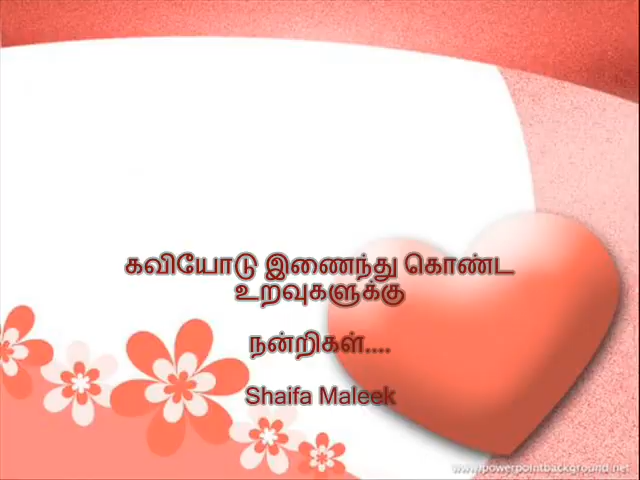 கவியோடு இணைந்து கொண்ட
உறவுகளுக்கு
நன்றிகள்....
Shaifa Maleek
www.powerpointbackground.net